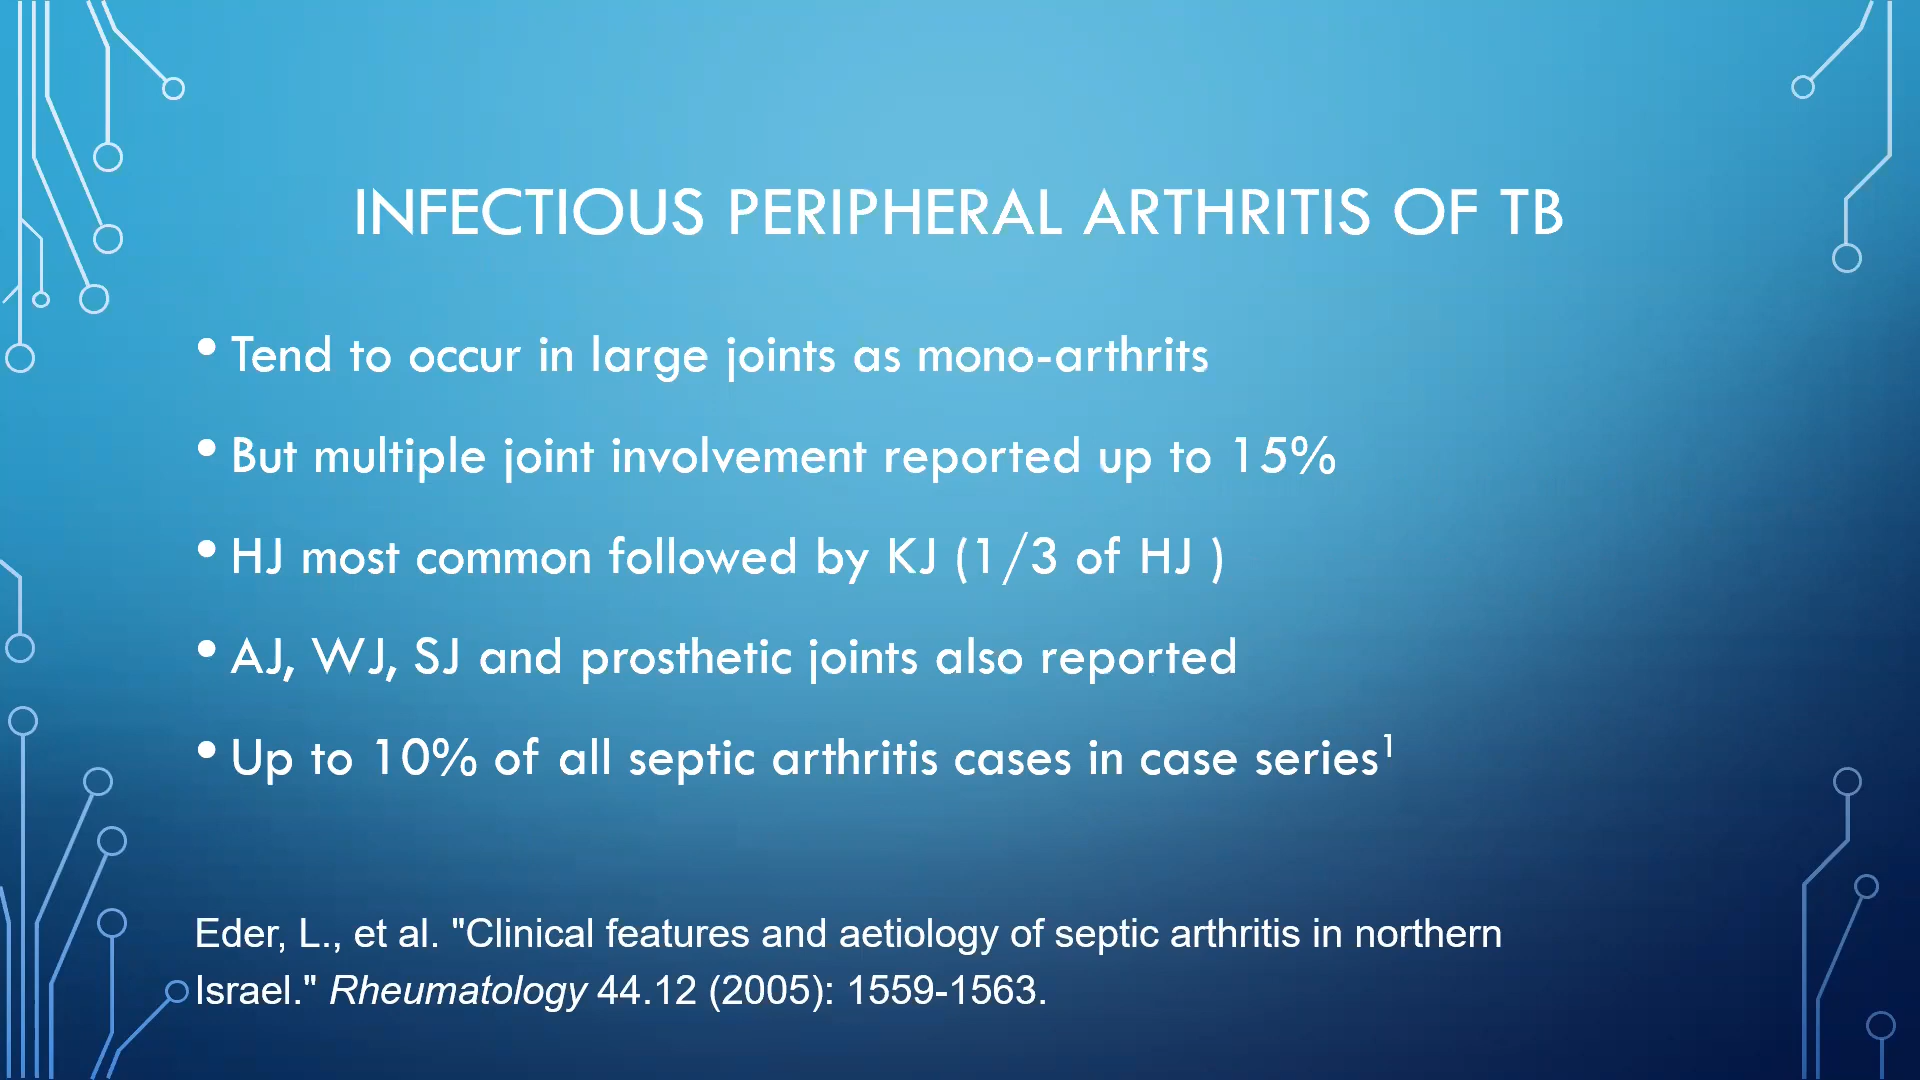 INFECTIOUS PERIPHERAL ARTHRITIS OF TB
• Tend to occur in large joints as mono-arthrits
• But multiple joint involvement reported up to 15%
• HJ most common followed by KJ (1/3 of HJ )
• AJ, WJ, SJ and prosthetic joints also reported
• Up to 10% of all septic arthritis cases in case series¹
Eder, L., et al. "Clinical features and aetiology of septic arthritis in northern
Israel." Rheumatology 44.12 (2005): 1559-1563.